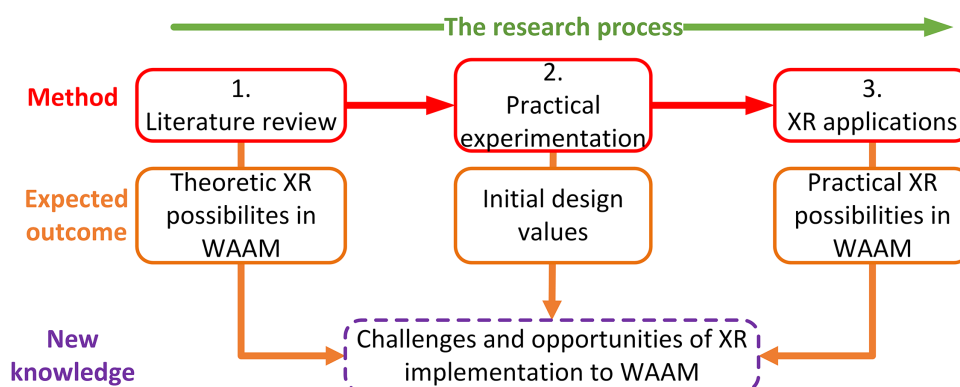 The research process
Method
1.
Literature review
2.
Practical
experimentation
3.
XR applications
Expected
outcome
Theoretic XR
possibilites in
WAAM
Initial design
values
Practical XR
possibilities in
WAAM
New
knowledge
Challenges and opportunities of XR
implementation to WAAM